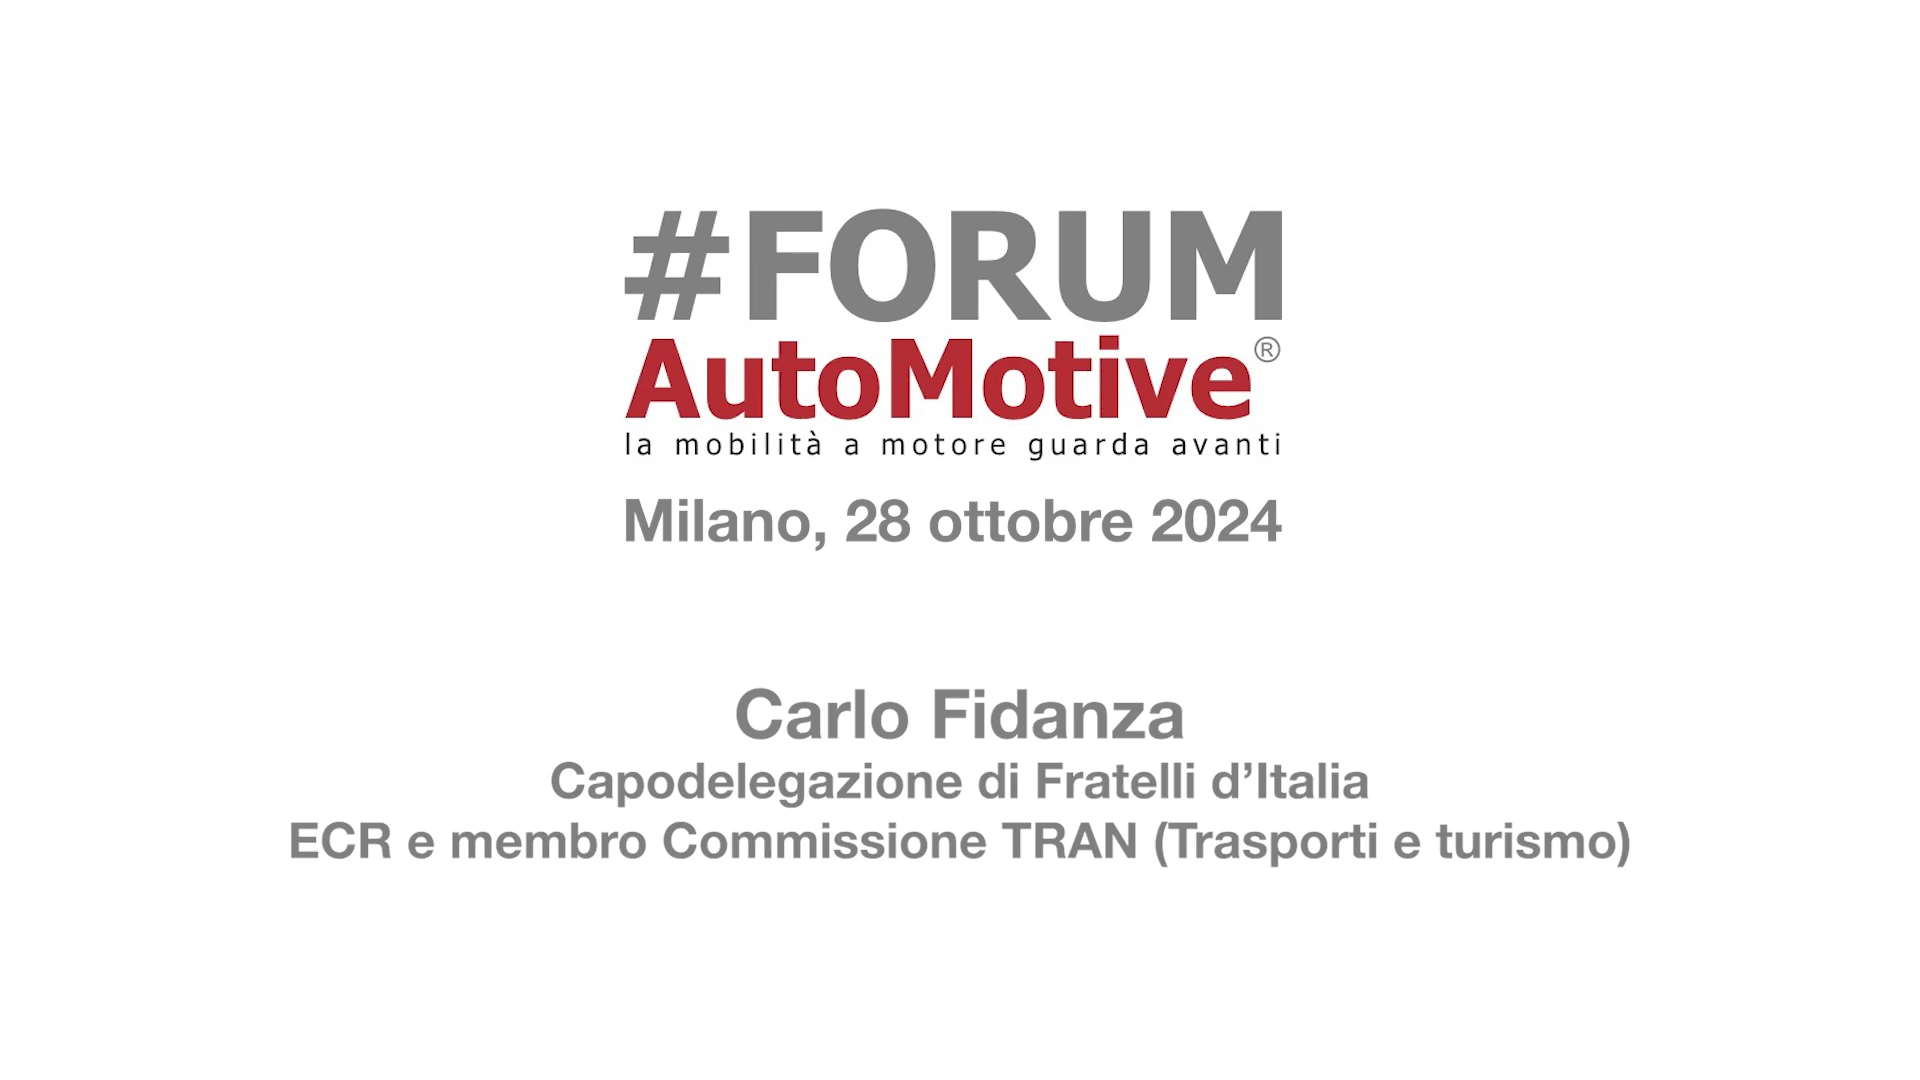 #FORUM
AutoMotive®
la mobilità a motore guarda avanti
Milano, 28 ottobre 2024
Carlo Fidanza
Capodelegazione di Fratelli d’Italia
ECR e membro Commissione TRAN (Trasporti e turismo)